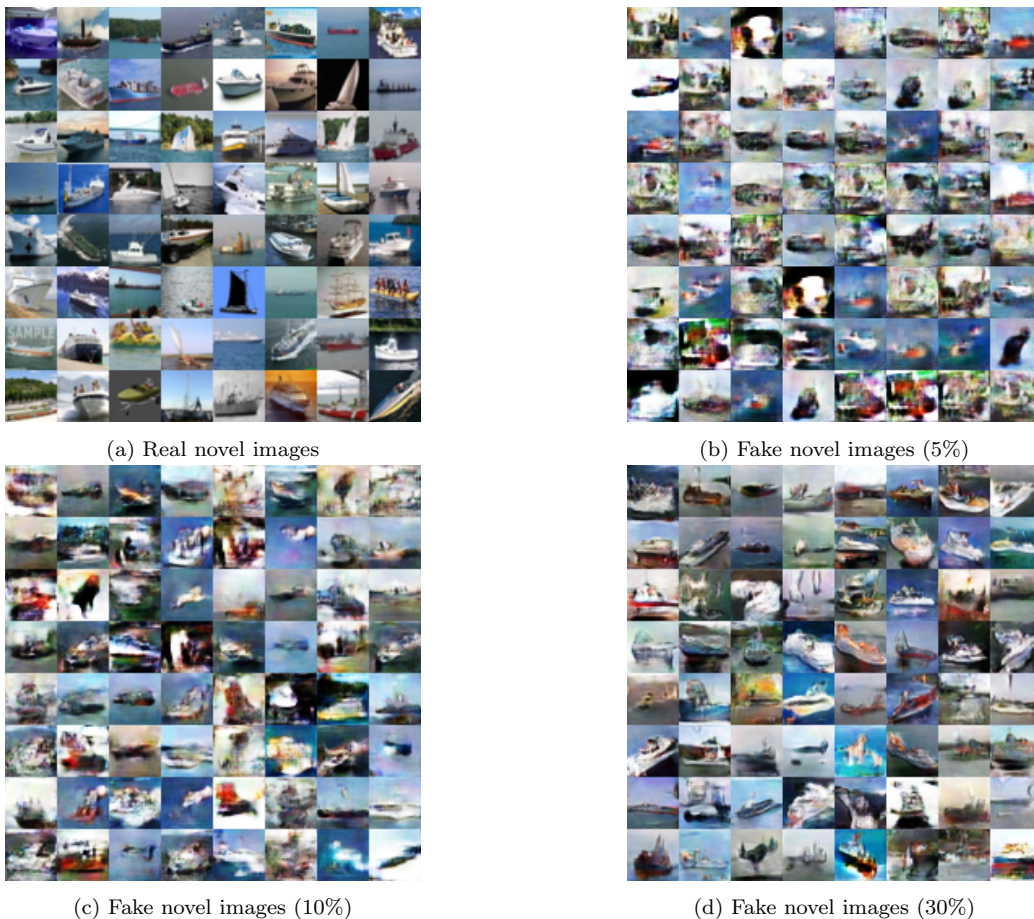 SAMPLE
(a) Real novel images
(b) Fake novel images (5%)
(c) Fake novel images (10%)
(d) Fake novel images (30%)